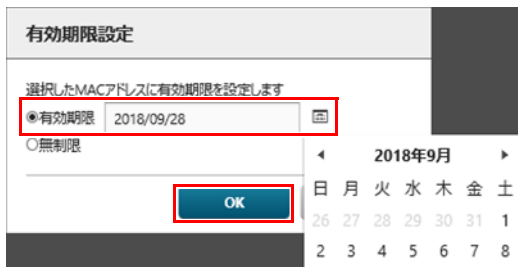 有効期限設定
選択したMACアドレスに有効期限を設定します
◉有効期限 2018/09/28
○無制限
OK
◂ 2018年9月 ▸
日 月 火 水 木 金 土
26 27 28 29 30 31 1
2 3 4 5 6 7 8